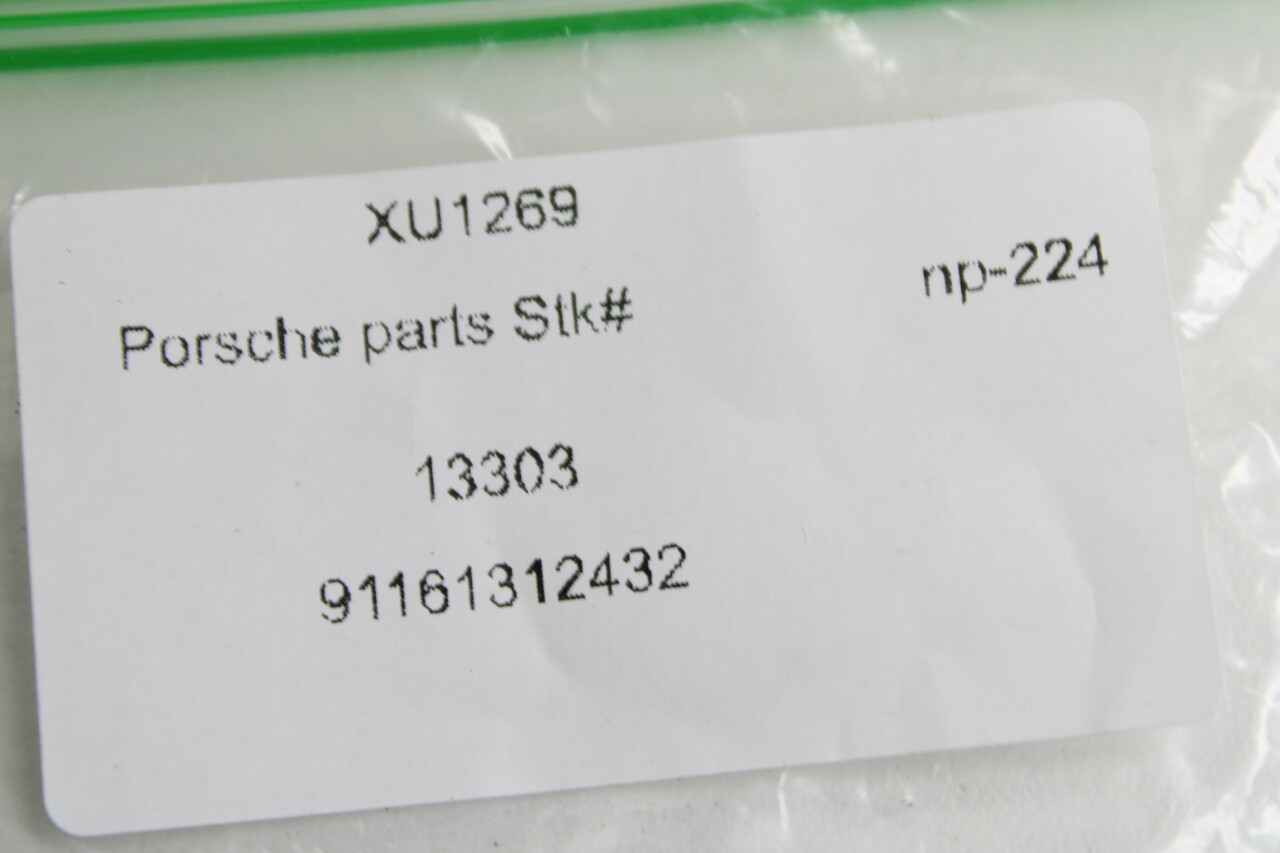 XU1269
np-224
Porsche parts Stk#
13303
91161312432